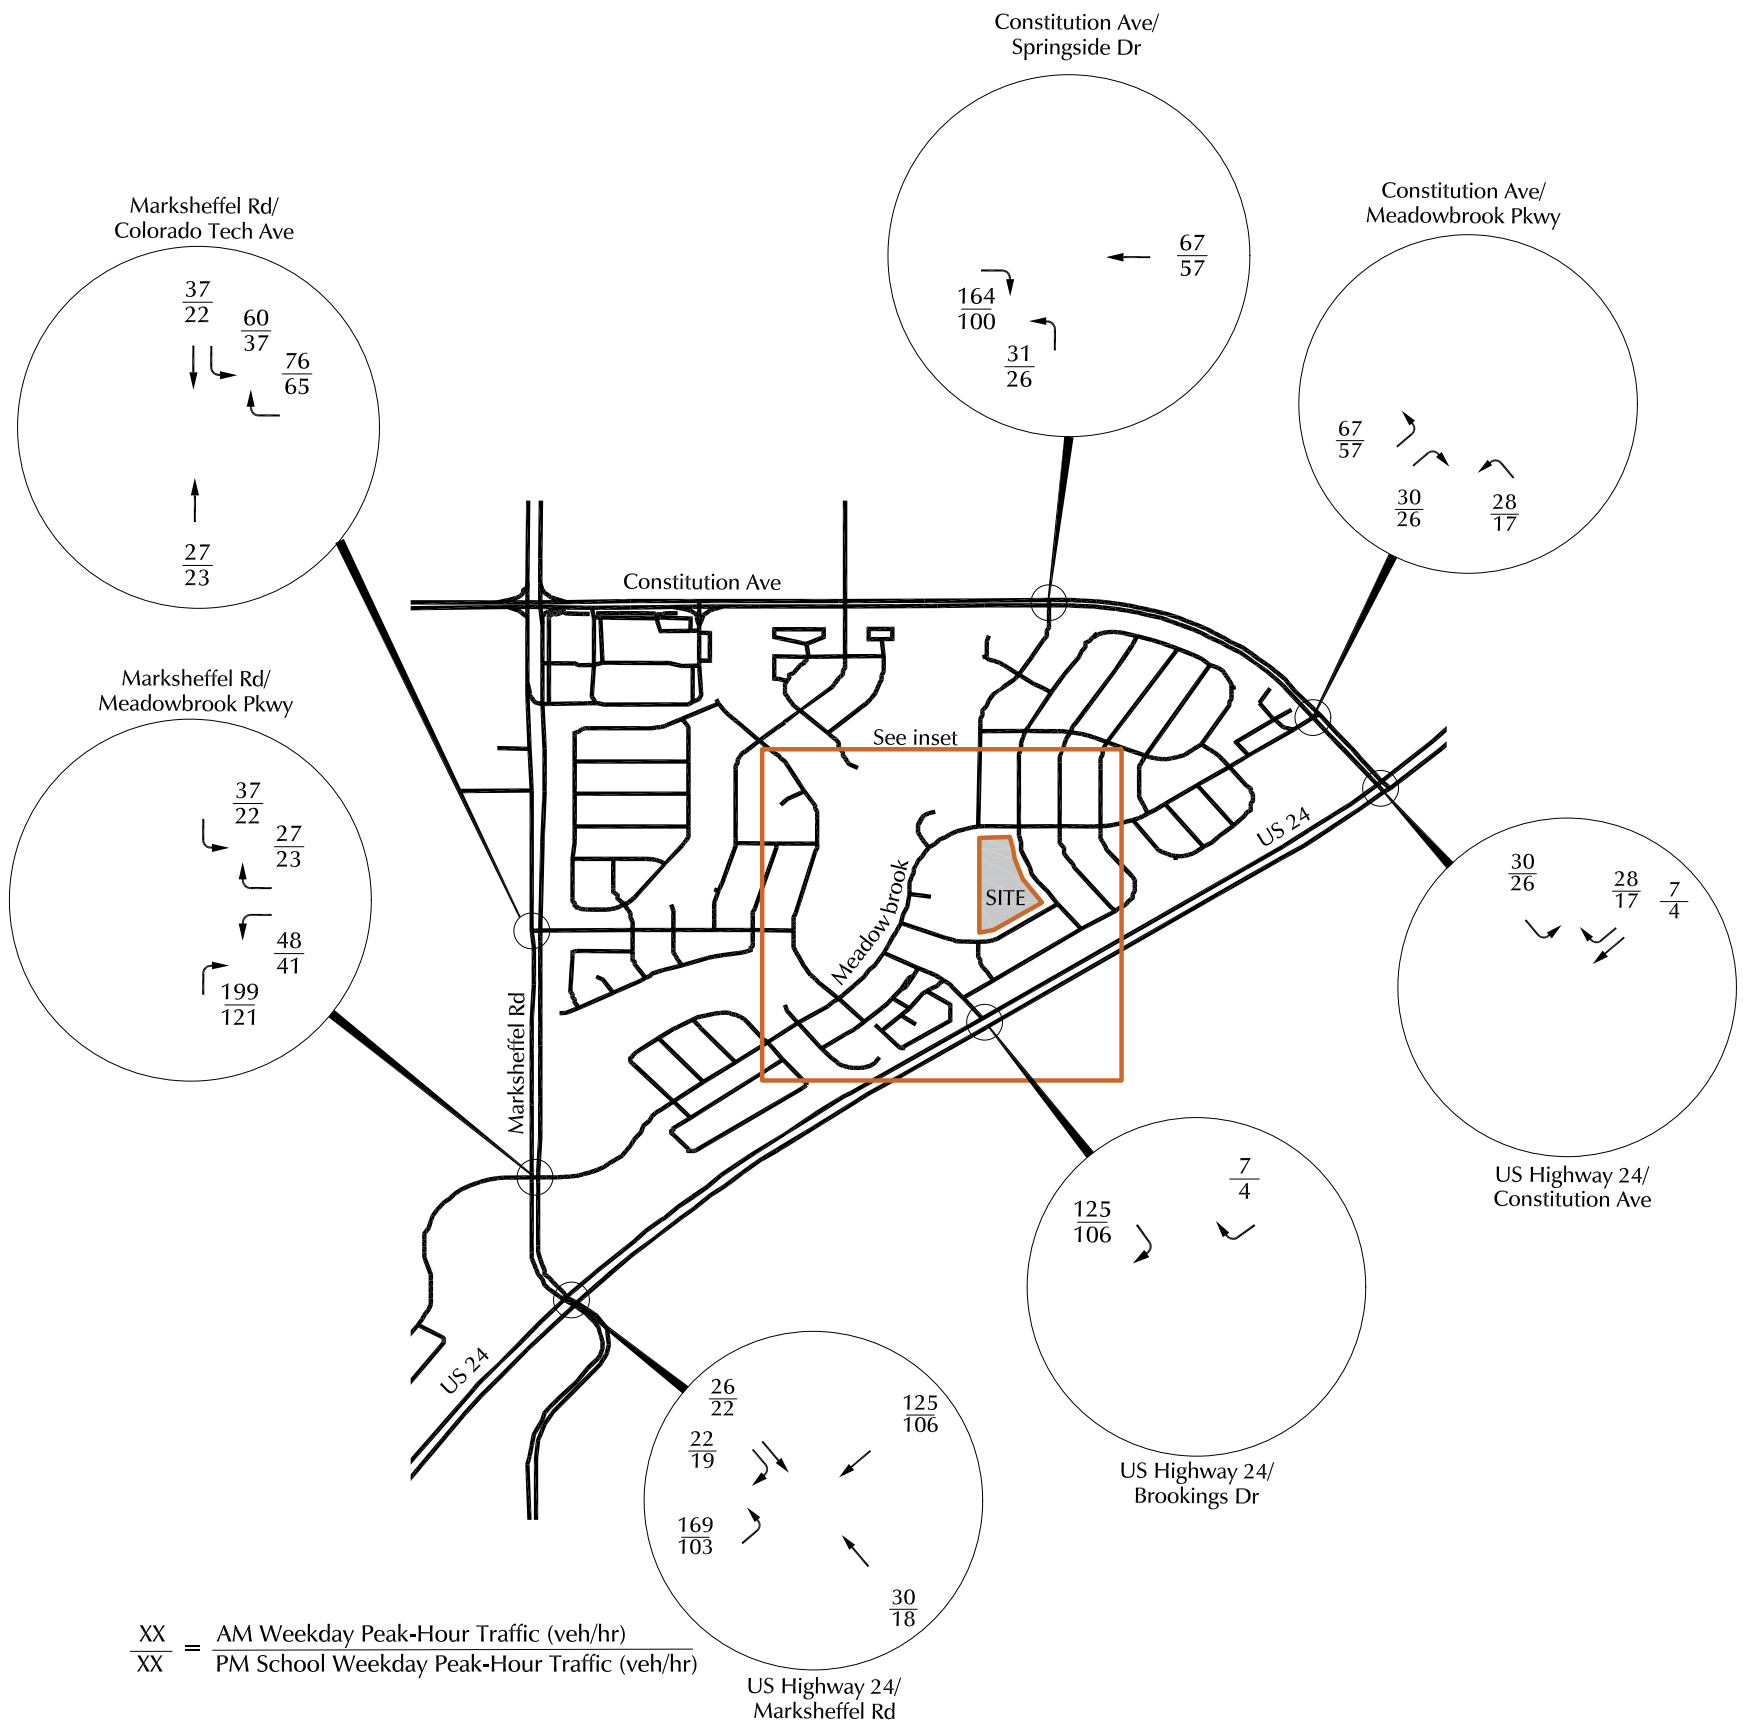 Constitution Ave/
Springside Dr
67
57
164
100
31
26
Constitution Ave/
Meadowbrook Pkwy
67
57
30
26
28
17
Marksheffel Rd/
Colorado Tech Ave
37
22
60
37
76
65
27
23
Marksheffel Rd/
Meadowbrook Pkwy
37
22
27
23
48
41
199
121
Constitution Ave
See inset
US 24
SITE
Meadow brook
Marksheffel Rd
US 24
30
26
28
17
7
4
US Highway 24/
Constitution Ave
7
4
125
106
US Highway 24/
Brookings Dr
26
22
125
106
22
19
169
103
30
18
US Highway 24/
Marksheffel Rd
XX = AM Weekday Peak-Hour Traffic (veh/hr)
XX PM School Weekday Peak-Hour Traffic (veh/hr)